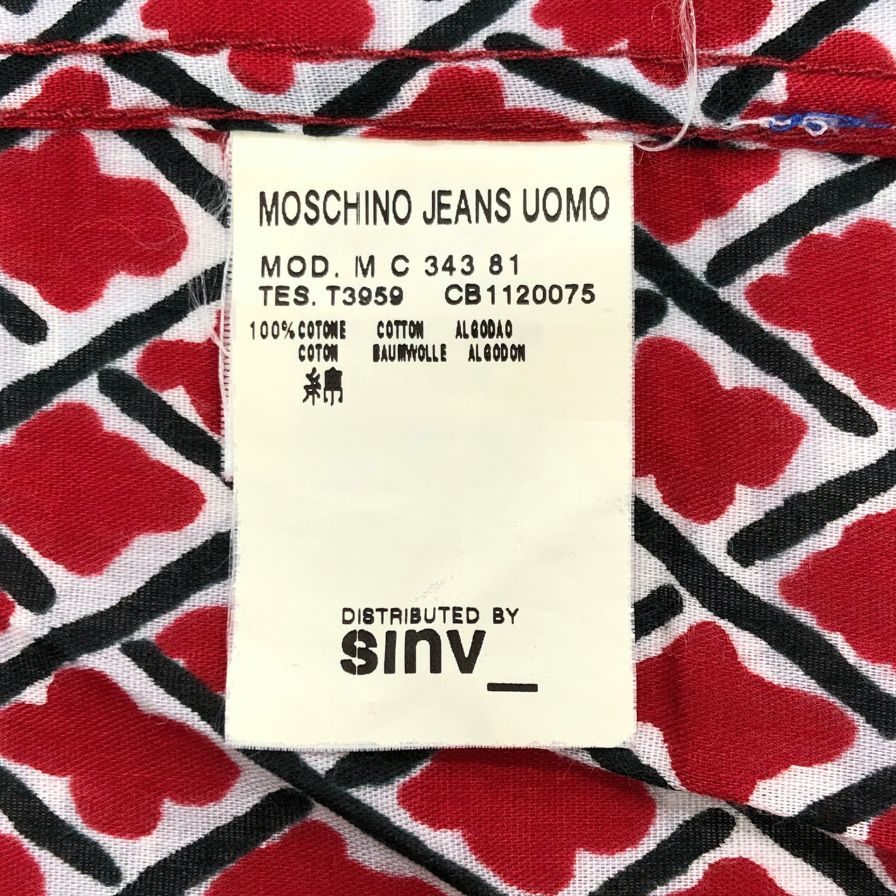 MOSCHINO JEANS UOMO
MOD. M C 343 81
TES. T3959 CB1120075
100% COTONE COTTON ALGODAO
COTON BAUMWOLLE ALGODON
綿
DISTRIBUTED BY
sinv_